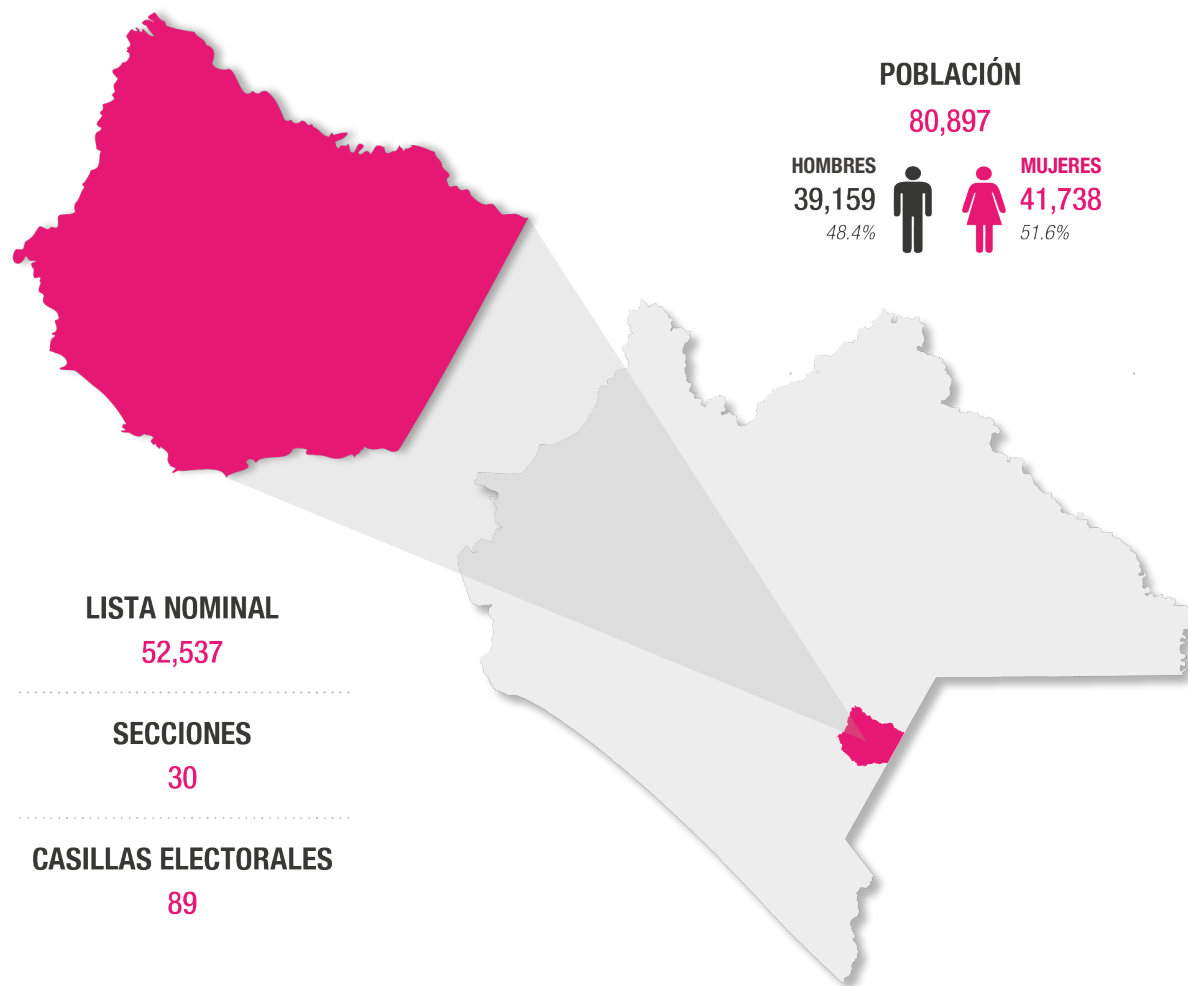 POBLACIÓN
80,897
HOMBRES
39,159
48.4%
MUJERES
41,738
51.6%
LISTA NOMINAL
52,537
SECCIONES
30
CASILLAS ELECTORALES
89